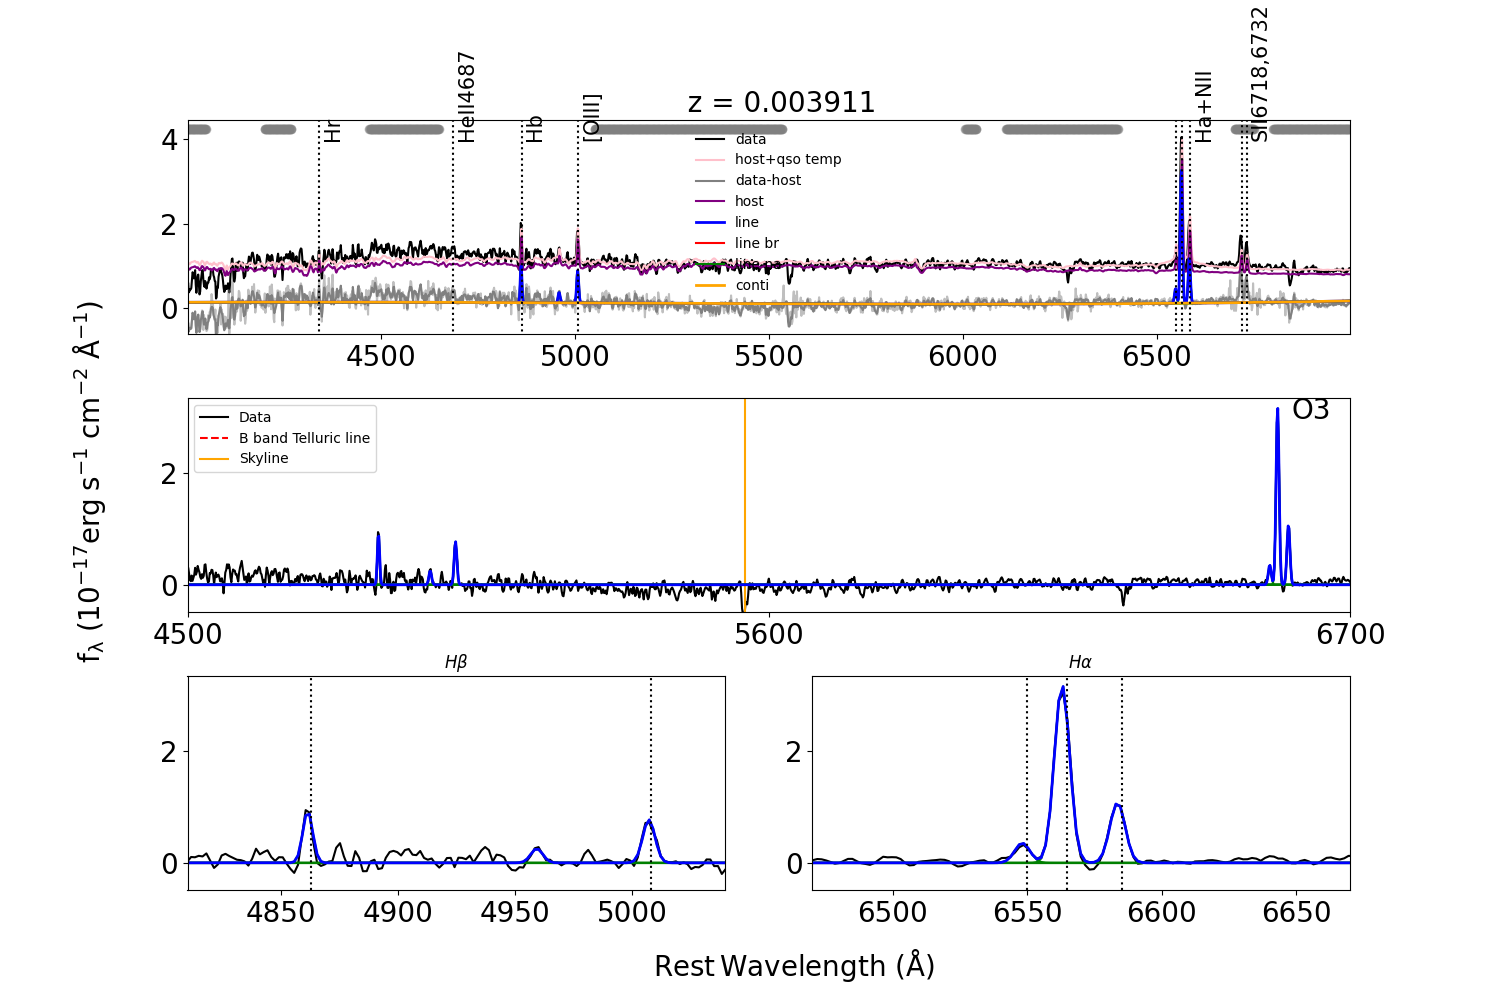 z = 0.003911
Hr
HeII4687
Hb
[OIII]
Ha+NII
SII6718,6732
data
host+qso temp
data-host
host
line
line br
conti
4
2
0
4500 5000 5500 6000 6500
Data
B band Telluric line
Skyline
O3
2
0
4500 5600 6700
fλ (10−17erg s−1 cm−2 Å−1)
Hβ
2
0
4850 4900 4950 5000
Hα
2
0
6500 6550 6600 6650
Rest Wavelength (Å)